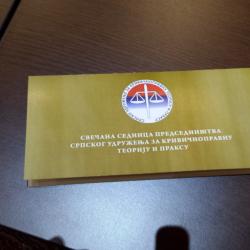 СВЕЧАНА СЕДНИЦА ПРЕДСЕДНИШТВА
СРПСКОГ УДРУЖЕЊА ЗА КРИВИЧНОПРАВНУ
ТЕОРИЈУ И ПРАКСУ